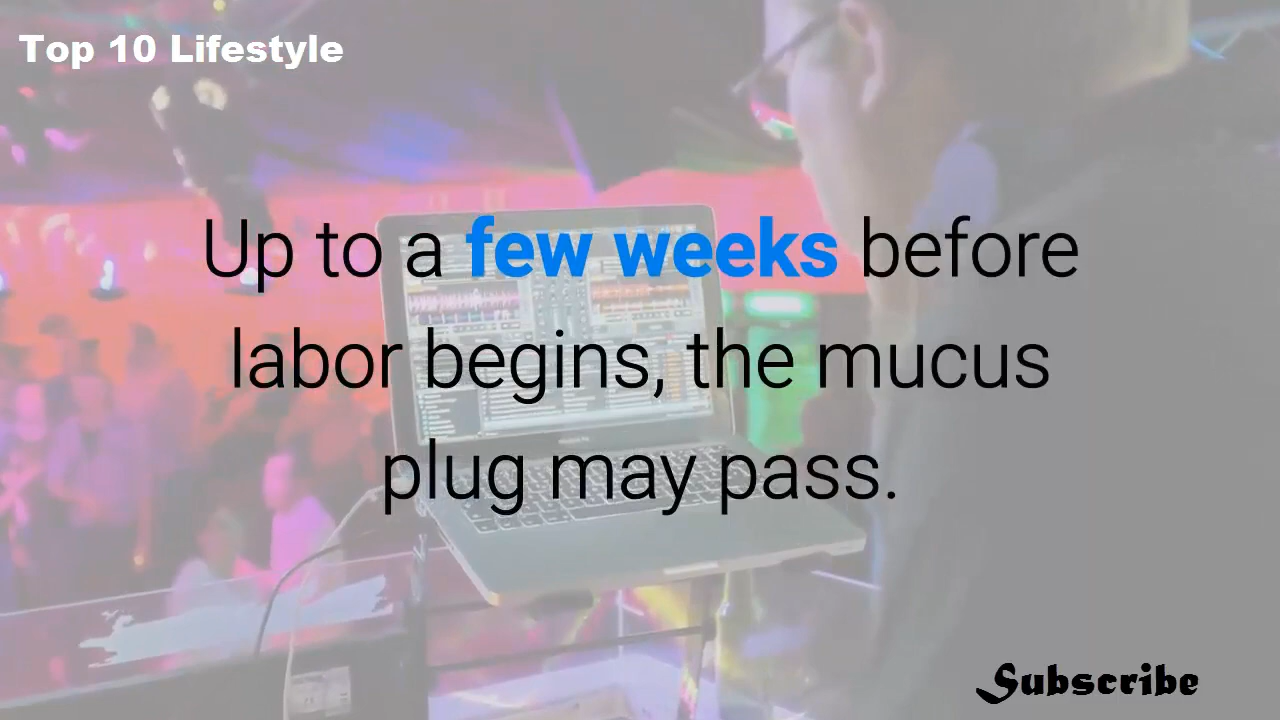 Top 10 Lifestyle
Up to a few weeks before
labor begins, the mucus
plug may pass.
Subscribe